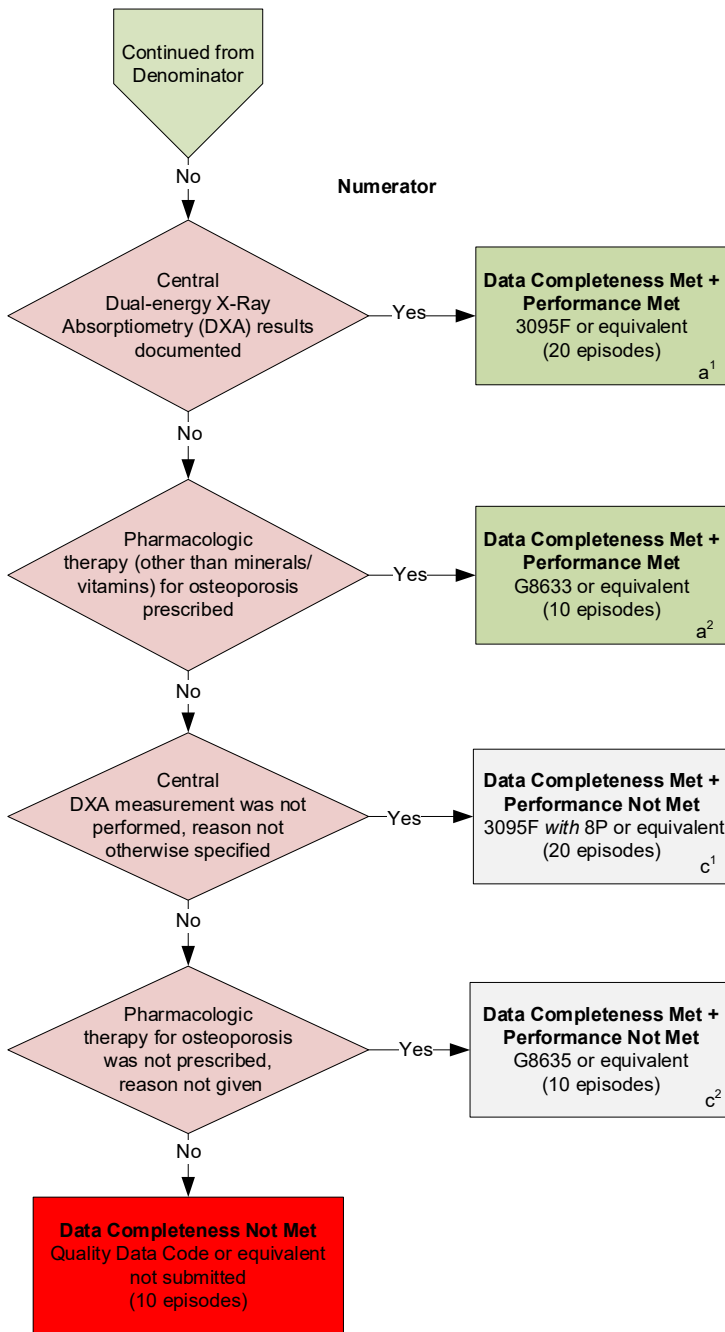 Continued from
Denominator
No
Numerator
Central
Dual-energy X-Ray
Absorptiometry (DXA) results
documented
Yes
Data Completeness Met +
Performance Met
3095F or equivalent
(20 episodes)
a¹
No
Pharmacologic
therapy (other than minerals/
vitamins) for osteoporosis
prescribed
Yes
Data Completeness Met +
Performance Met
G8633 or equivalent
(10 episodes)
a²
No
Central
DXA measurement was not
performed, reason not
otherwise specified
Yes
Data Completeness Met +
Performance Not Met
3095F with 8P or equivalent
(20 episodes)
c¹
No
Pharmacologic
therapy for osteoporosis
was not prescribed,
reason not given
Yes
Data Completeness Met +
Performance Not Met
G8635 or equivalent
(10 episodes)
c²
No
Data Completeness Not Met
Quality Data Code or equivalent
not submitted
(10 episodes)